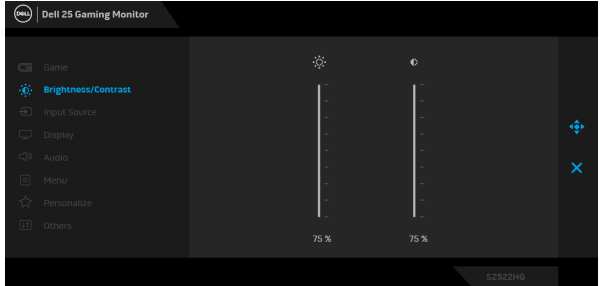 DELL
Dell 25 Gaming Monitor
Game
Brightness/Contrast
Input Source
Display
Audio
Menu
Personalize
Others
75 % 75 %
S2522HG